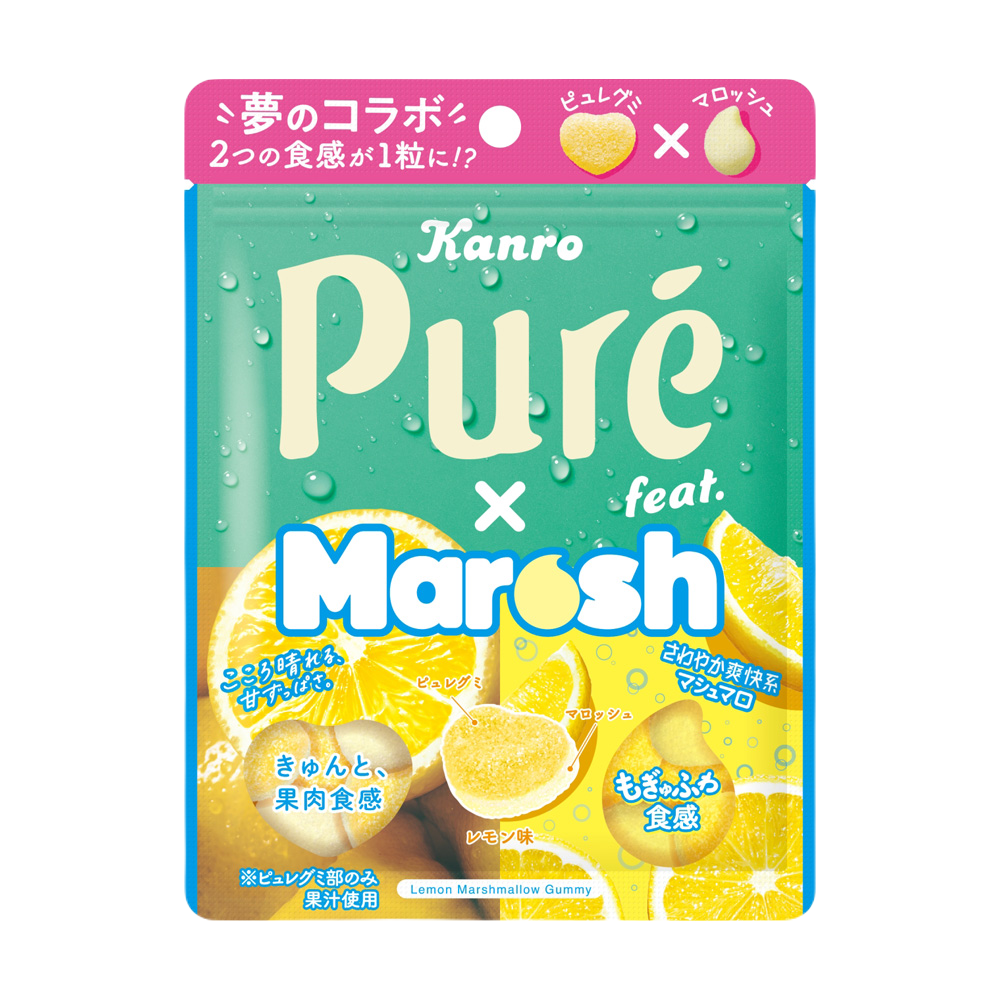 夢のコラボ
2つの食感が1粒に!?
ピュレグミ
×
マロッシュ
Kanro
Puré
×
feat.
Marosh
こころ晴れる、
甘ずっぱさ。
さわやか爽快系
マシュマロ
ピュレグミ
マロッシュ
きゅんと、
果肉食感
もぎゅふわ
食感
レモン味
※ピュレグミ部のみ
果汁使用
Lemon Marshmallow Gummy